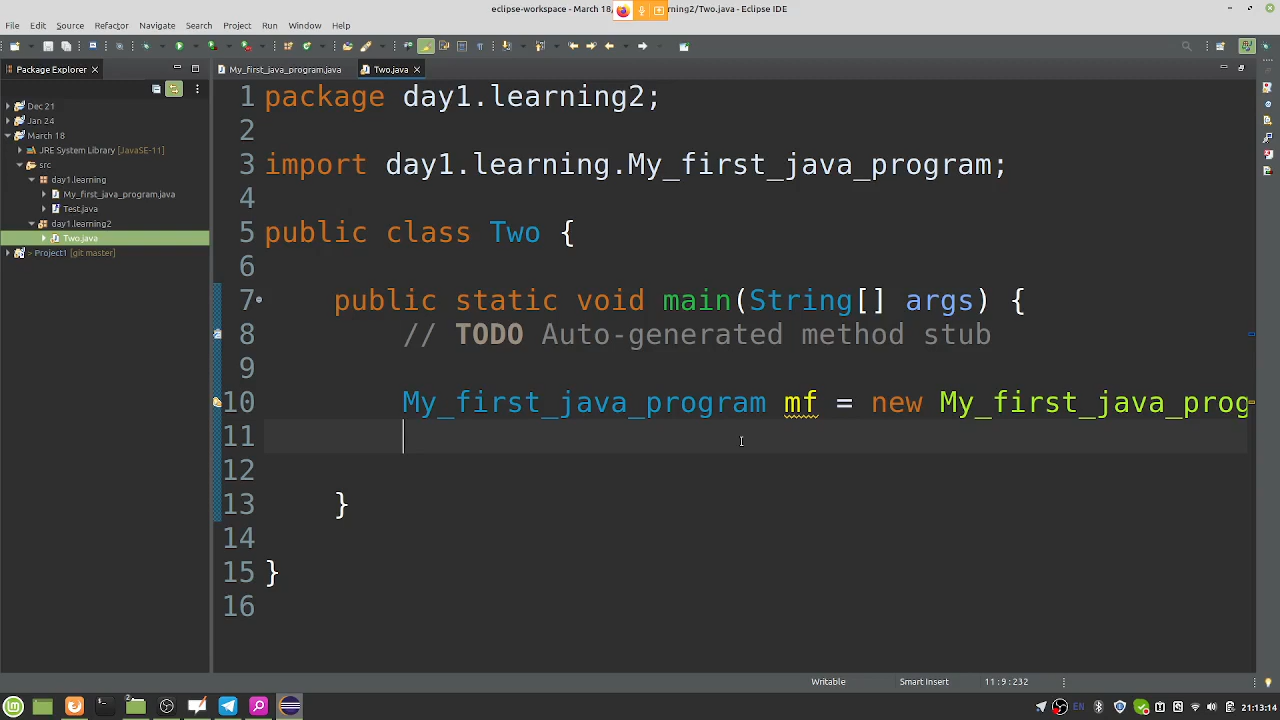 eclipse-workspace - March 18/ rning2/Two.java - Eclipse IDE
File Edit Source Refactor Navigate Search Project Run Window Help
Package Explorer
My_first_java_program.java Two.java
Dec 21
Jan 24
March 18
JRE System Library [JavaSE-11]
src
day1.learning
My_first_java_program.java
Test.java
day1.learning2
Two.java
> Project1 [git master]
1 package day1.learning2;
2
3 import day1.learning.My_first_java_program;
4
5 public class Two {
6
7 public static void main(String[] args) {
8 // TODO Auto-generated method stub
9
10 My_first_java_program mf = new My_first_java_prog
11
12
13 }
14
15 }
16
Writable Smart Insert 11 : 9 : 232
2 EN 21:13:14